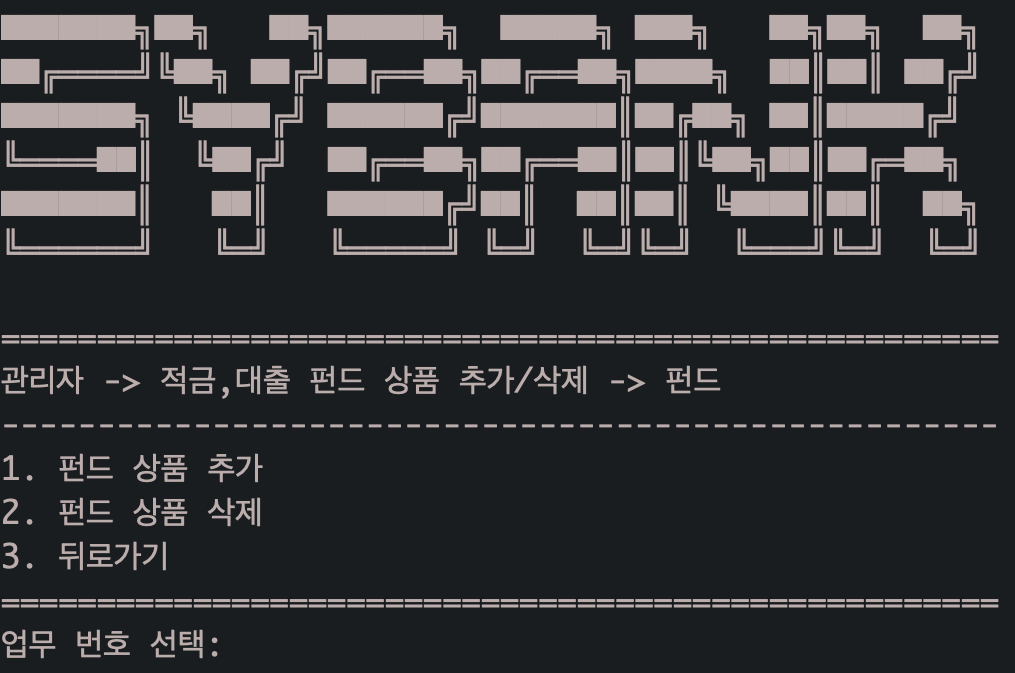 SYBANK
============================================================
관리자 -> 적금,대출 펀드 상품 추가/삭제 -> 펀드
------------------------------------------------------------
1. 펀드 상품 추가
2. 펀드 상품 삭제
3. 뒤로가기
============================================================
업무 번호 선택: